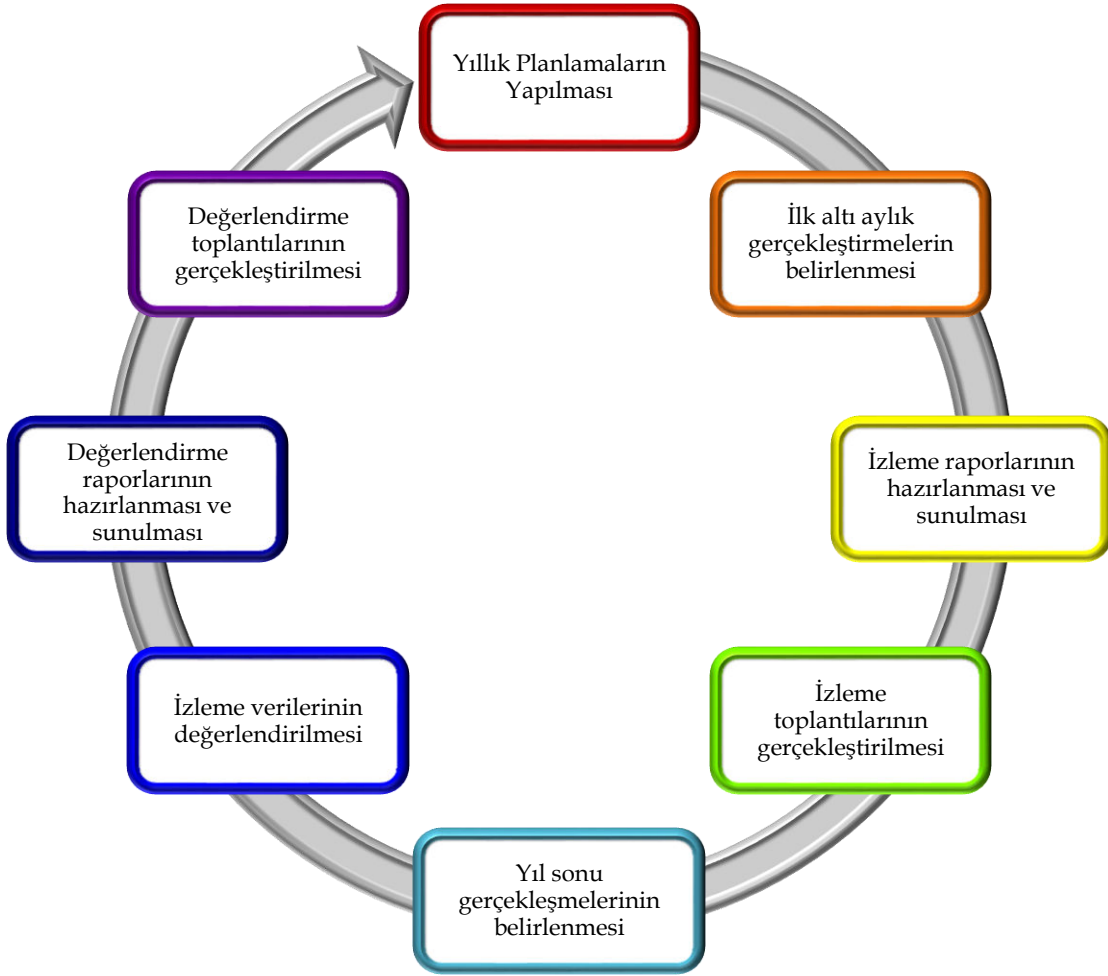 Yıllık Planlamaların
Yapılması
İlk altı aylık
gerçekleştirmelerin
belirlenmesi
İzleme raporlarının
hazırlanması ve
sunulması
İzleme
toplantılarının
gerçekleştirilmesi
Yıl sonu
gerçekleşmelerinin
belirlenmesi
İzleme verilerinin
değerlendirilmesi
Değerlendirme
raporlarının
hazırlanması ve
sunulması
Değerlendirme
toplantılarının
gerçekleştirilmesi